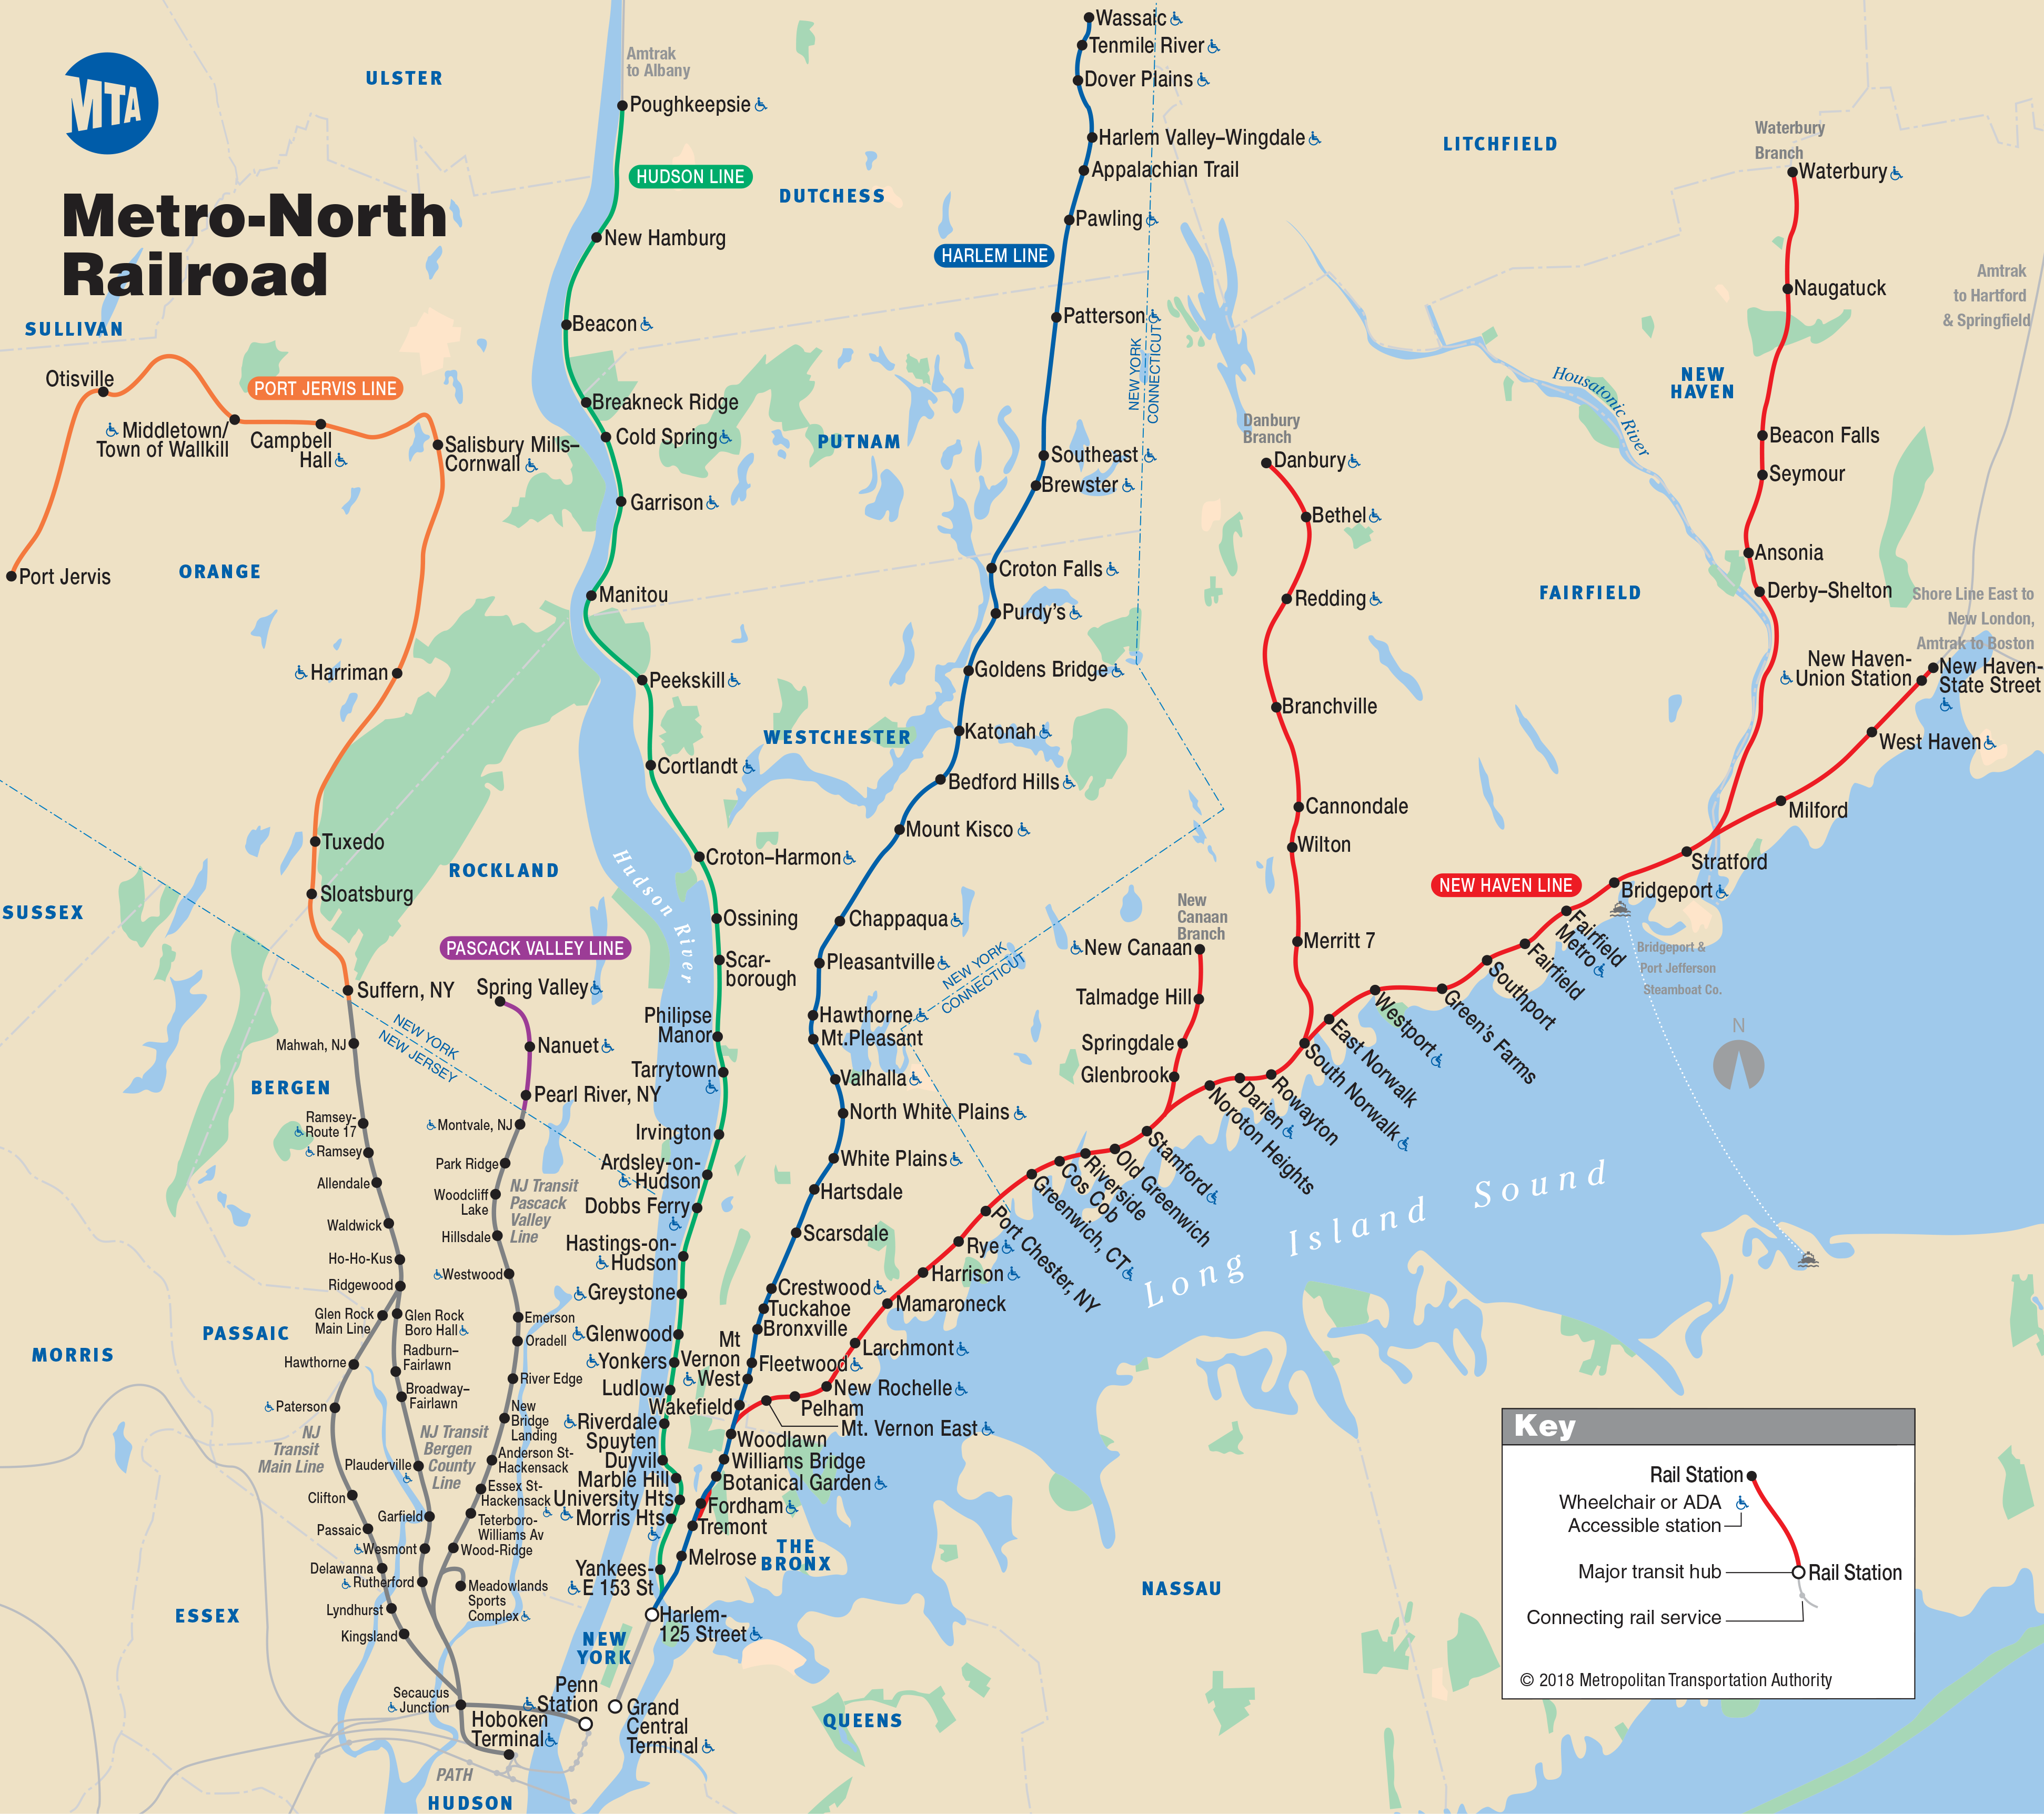 MTA
Metro-North
Railroad
ULSTER
Amtrak
to Albany
Poughkeepsie
HUDSON LINE
New Hamburg
Beacon
Breakneck Ridge
Cold Spring
Garrison
Manitou
Peekskill
Cortlandt
Croton–Harmon
Ossining
Scar-
borough
Philipse
Manor
Tarrytown
Irvington
Ardsley-on-
Hudson
Dobbs Ferry
Hastings-on-
Hudson
Greystone
Glenwood
Yonkers
Ludlow
Riverdale
Spuyten
Duyvil
Marble Hill
University Hts
Morris Hts
Yankees-
E 153 St
Harlem-
125 Street
Grand
Central
Terminal
DUTCHESS
PUTNAM
WESTCHESTER
Wassaic
Tenmile River
Dover Plains
Harlem Valley–Wingdale
Appalachian Trail
Pawling
HARLEM LINE
Patterson
Southeast
Brewster
Croton Falls
Purdy's
Goldens Bridge
Katonah
Bedford Hills
Mount Kisco
Chappaqua
Pleasantville
Hawthorne
Mt.Pleasant
Valhalla
North White Plains
White Plains
Hartsdale
Scarsdale
Crestwood
Tuckahoe
Bronxville
Fleetwood
Mt
Vernon
West
Wakefield
Woodlawn
Williams Bridge
Botanical Garden
Fordham
Tremont
Melrose
THE
BRONX
NEW YORK
CONNECTICUT
NEW YORK
CONNECTICUT
LITCHFIELD
Waterbury
Branch
Waterbury
Naugatuck
Beacon Falls
Seymour
Ansonia
Derby–Shelton
NEW
HAVEN
Housatonic River
FAIRFIELD
Amtrak
to Hartford
& Springfield
Shore Line East to
New London,
Amtrak to Boston
New Haven-
Union Station
New Haven-
State Street
West Haven
Milford
Stratford
Bridgeport
Fairfield
Metro
Fairfield
Southport
Green's Farms
Westport
East Norwalk
South Norwalk
Rowayton
Darien
Noroton Heights
Stamford
Old Greenwich
Riverside
Cos Cob
Greenwich, CT
Port Chester, NY
Rye
Harrison
Mamaroneck
Larchmont
New Rochelle
Pelham
Mt. Vernon East
NEW HAVEN LINE
Bridgeport &
Port Jefferson
Steamboat Co.
N
Danbury
Branch
Danbury
Bethel
Redding
Branchville
Cannondale
Wilton
Merritt 7
New
Canaan
Branch
New Canaan
Talmadge Hill
Springdale
Glenbrook
Long Island Sound
Hudson River
SULLIVAN
Otisville
PORT JERVIS LINE
Middletown/
Town of Wallkill
Campbell
Hall
Salisbury Mills–
Cornwall
Port Jervis
ORANGE
Harriman
Tuxedo
Sloatsburg
ROCKLAND
SUSSEX
Suffern, NY
PASCACK VALLEY LINE
Spring Valley
Nanuet
Pearl River, NY
NEW YORK
NEW JERSEY
BERGEN
Mahwah, NJ
Ramsey-
Route 17
Ramsey
Allendale
Waldwick
Ho-Ho-Kus
Ridgewood
Glen Rock
Main Line
Glen Rock
Boro Hall
Hawthorne
Radburn–
Fairlawn
Paterson
Broadway–
Fairlawn
NJ
Transit
Main Line
NJ Transit
Bergen
County
Line
Plauderville
Clifton
Garfield
Passaic
Wesmont
Delawanna
Rutherford
Lyndhurst
Kingsland
Montvale, NJ
Park Ridge
Woodcliff
Lake
NJ Transit
Pascack
Valley
Line
Hillsdale
Westwood
Emerson
Oradell
River Edge
New
Bridge
Landing
Anderson St-
Hackensack
Essex St-
Hackensack
Teterboro-
Williams Av
Wood-Ridge
Meadowlands
Sports
Complex
Secaucus
Junction
Hoboken
Terminal
Penn
Station
PATH
PASSAIC
MORRIS
ESSEX
HUDSON
NEW
YORK
QUEENS
NASSAU
Key
Rail Station
Wheelchair or ADA
Accessible station
Major transit hub
Rail Station
Connecting rail service
© 2018 Metropolitan Transportation Authority